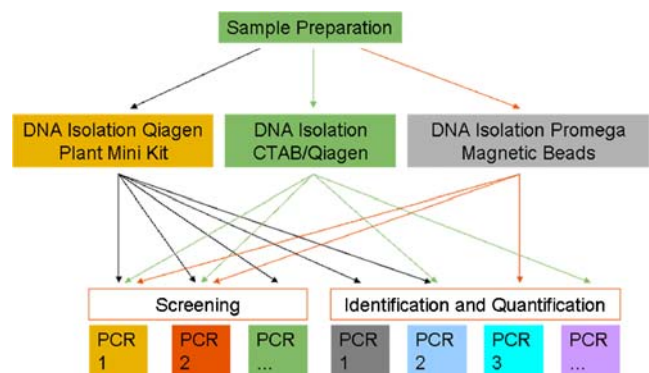 Sample Preparation
DNA Isolation Qiagen
Plant Mini Kit
DNA Isolation
CTAB/Qiagen
DNA Isolation Promega
Magnetic Beads
Screening
Identification and Quantification
PCR
1
PCR
2
PCR
...
PCR
1
PCR
2
PCR
3
PCR
...